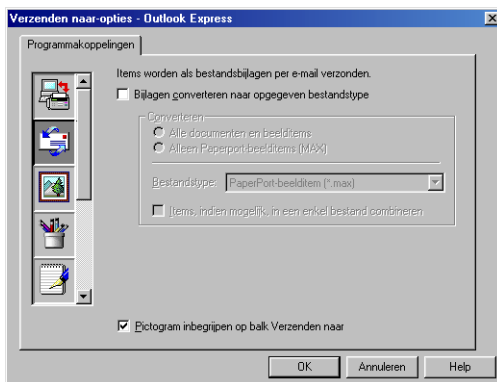 Verzenden naar-opties - Outlook Express
Programmakoppelingen
Items worden als bestandsbijlagen per e-mail verzonden.
Bijlagen converteren naar opgegeven bestandstype
Converteren
Alle documenten en beelditems
Alleen Paperport-beelditems (MAX)
Bestandstype: PaperPort-beelditem (*.max)
Items, indien mogelijk, in een enkel bestand combineren
Pictogram inbegrijpen op balk Verzenden naar
OK Annuleren Help